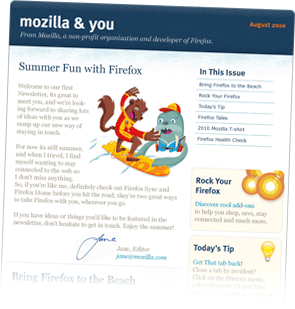 mozilla & you
August 2010
From Mozilla, a non-profit organization and developer of Firefox.
Summer Fun with Firefox
Welcome to our first
Newsletter, its great to
meet you, and we're look-
ing forward to sharing lots
of ideas with you as we
ramp up our new way of
staying in touch.
For now its still summer,
and when I travel, I find
myself wanting to stay
connected to the web so
I don't miss anything.
So, if you're like me, definitely check out Firefox Sync and
Firefox Home before you hit the road; they're two great ways
to take Firefox with you, wherever you go.
If you have ideas or things you'd like to be featured in the
newsletter, don't hesitate to get in touch. Enjoy the summer!
Jane
Jane, Editor
jane@mozilla.com
Bring Firefox to the Beach
In This Issue
Bring Firefox to the Beach
Rock Your Firefox
Today's Tip
Firefox Tales
2010 Mozilla T-shirt
Firefox Health Check
Rock Your
Firefox
Discover cool add-ons
to help you shop, save, stay
connected and much more.
Today's Tip
Get That tab back!
Close a tab by accident?
Click on the History menu,